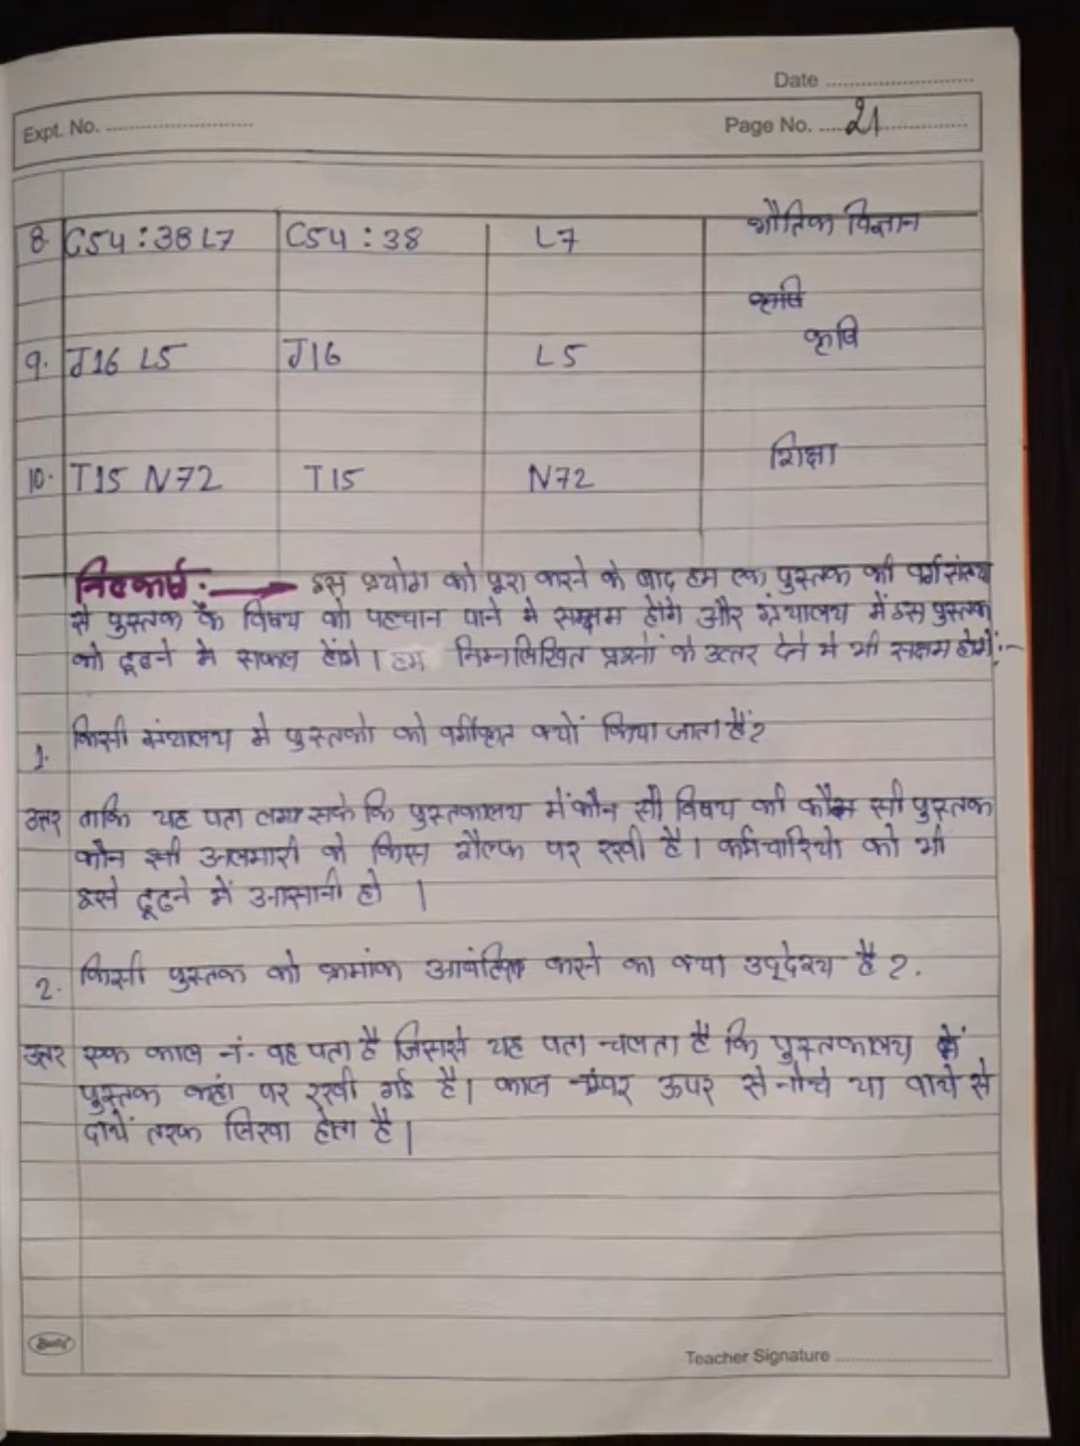 Date
Expt. No.
Page No. 21
8. C54:38 L7 C54:38 L7 भौतिक विज्ञान
कृषि
9. J16 L5 J16 L5 कृषि
10. T15 N72 T15 N72 शिक्षा
निष्कर्ष :- → इस प्रयोग को पूरा करने के बाद हम एक पुस्तक की वर्ग संख्या
से पुस्तक के विषय को पहचान पाने मे सक्षम होंगे और ग्रंथालय में उस पुस्तक
को ढूढने मे सफल होंगे। हम निम्नलिखित प्रश्नों के उत्तर देने मे भी सक्षम होंगे:-
1. किसी ग्रंथालय मे पुस्तको को वर्गीकृत क्यों किया जाता है?
उत्तर ताकि यह पता लगा सके कि पुस्तकालय में कौन सी विषय की कौन सी पुस्तक
कौन सी अलमारी के किस शैल्फ पर रखी है। कर्मचारियो को भी
इसे ढूढने में आसानी हो ।
2. किसी पुस्तक को क्रमांक आवंटित करने का क्या उद्देश्य है ?.
उत्तर एक काल नं. वह पता है जिससे यह पता चलता है कि पुस्तकालय में
पुस्तक कहां पर रखी गई है। काल नंबर ऊपर से नीचे या बाये से
दायें तरफ लिखा होता है।
Teacher Signature